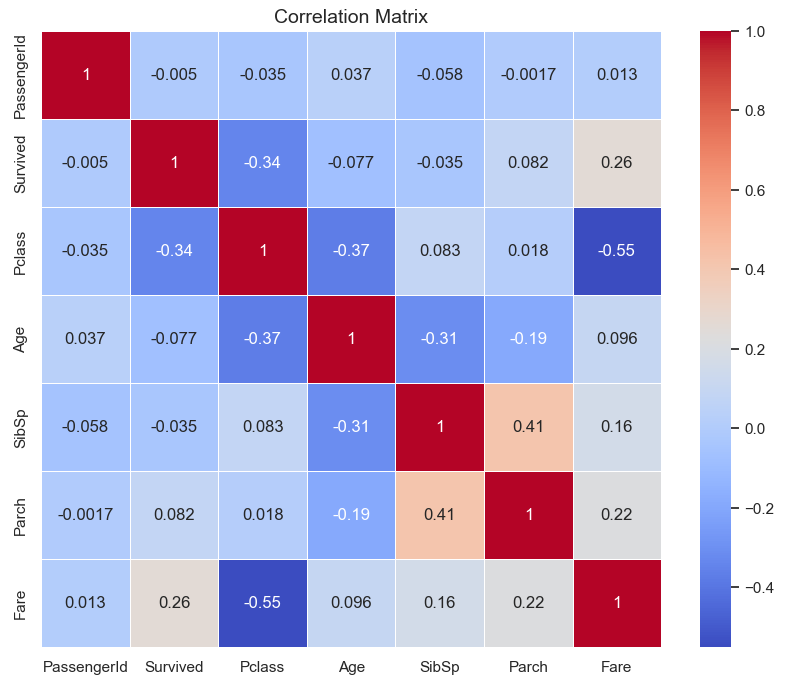 Correlation Matrix
PassengerId 1 -0.005 -0.035 0.037 -0.058 -0.0017 0.013
Survived -0.005 1 -0.34 -0.077 -0.035 0.082 0.26
Pclass -0.035 -0.34 1 -0.37 0.083 0.018 -0.55
Age 0.037 -0.077 -0.37 1 -0.31 -0.19 0.096
SibSp -0.058 -0.035 0.083 -0.31 1 0.41 0.16
Parch -0.0017 0.082 0.018 -0.19 0.41 1 0.22
Fare 0.013 0.26 -0.55 0.096 0.16 0.22 1
PassengerId Survived Pclass Age SibSp Parch Fare
1.0
0.8
0.6
0.4
0.2
0.0
−0.2
−0.4